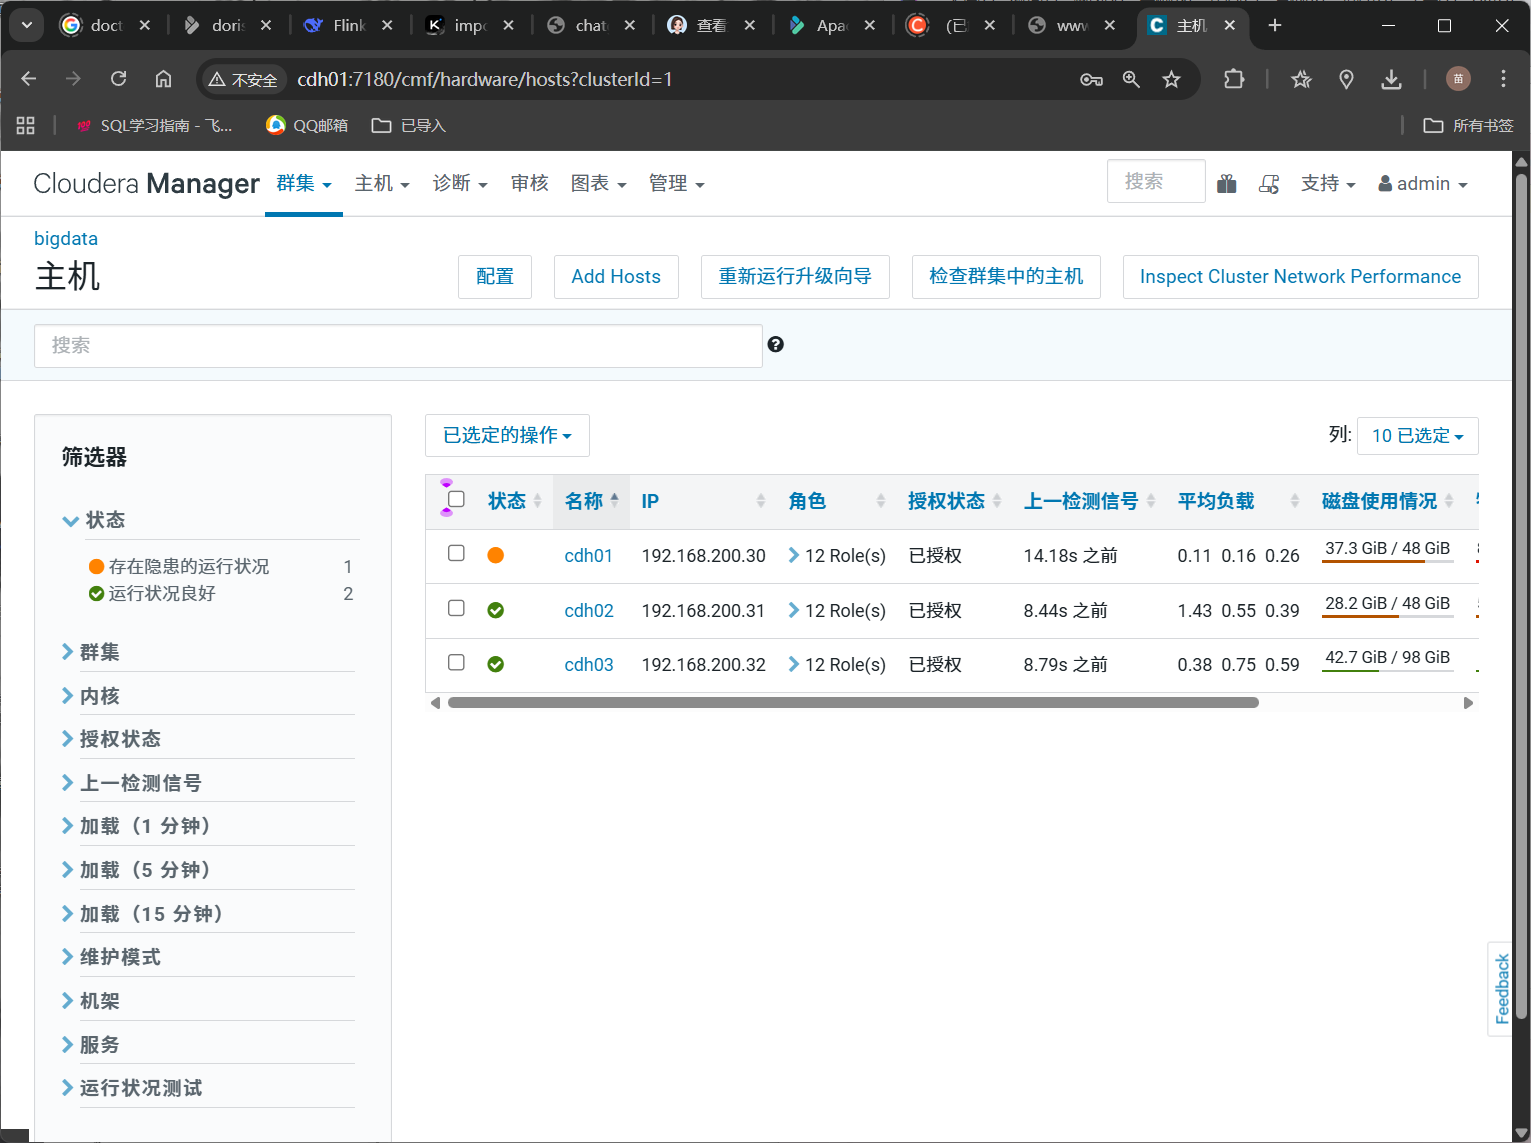 doct
doris
Flink
impo
chat
查看
Apac
(已
www
主机
不安全
cdh01:7180/cmf/hardware/hosts?clusterId=1
苗
SQL学习指南 - 飞...
QQ邮箱
已导入
所有书签
Cloudera Manager
群集
主机
诊断
审核
图表
管理
搜索
支持
admin
bigdata
主机
配置
Add Hosts
重新运行升级向导
检查群集中的主机
Inspect Cluster Network Performance
搜索
筛选器
状态
存在隐患的运行状况 1
运行状况良好 2
群集
内核
授权状态
上一检测信号
加载（1 分钟）
加载（5 分钟）
加载（15 分钟）
维护模式
机架
服务
运行状况测试
已选定的操作
列: 10 已选定
状态 名称 IP 角色 授权状态 上一检测信号 平均负载 磁盘使用情况
cdh01 192.168.200.30 12 Role(s) 已授权 14.18s 之前 0.11 0.16 0.26 37.3 GiB / 48 GiB
cdh02 192.168.200.31 12 Role(s) 已授权 8.44s 之前 1.43 0.55 0.39 28.2 GiB / 48 GiB
cdh03 192.168.200.32 12 Role(s) 已授权 8.79s 之前 0.38 0.75 0.59 42.7 GiB / 98 GiB
Feedback